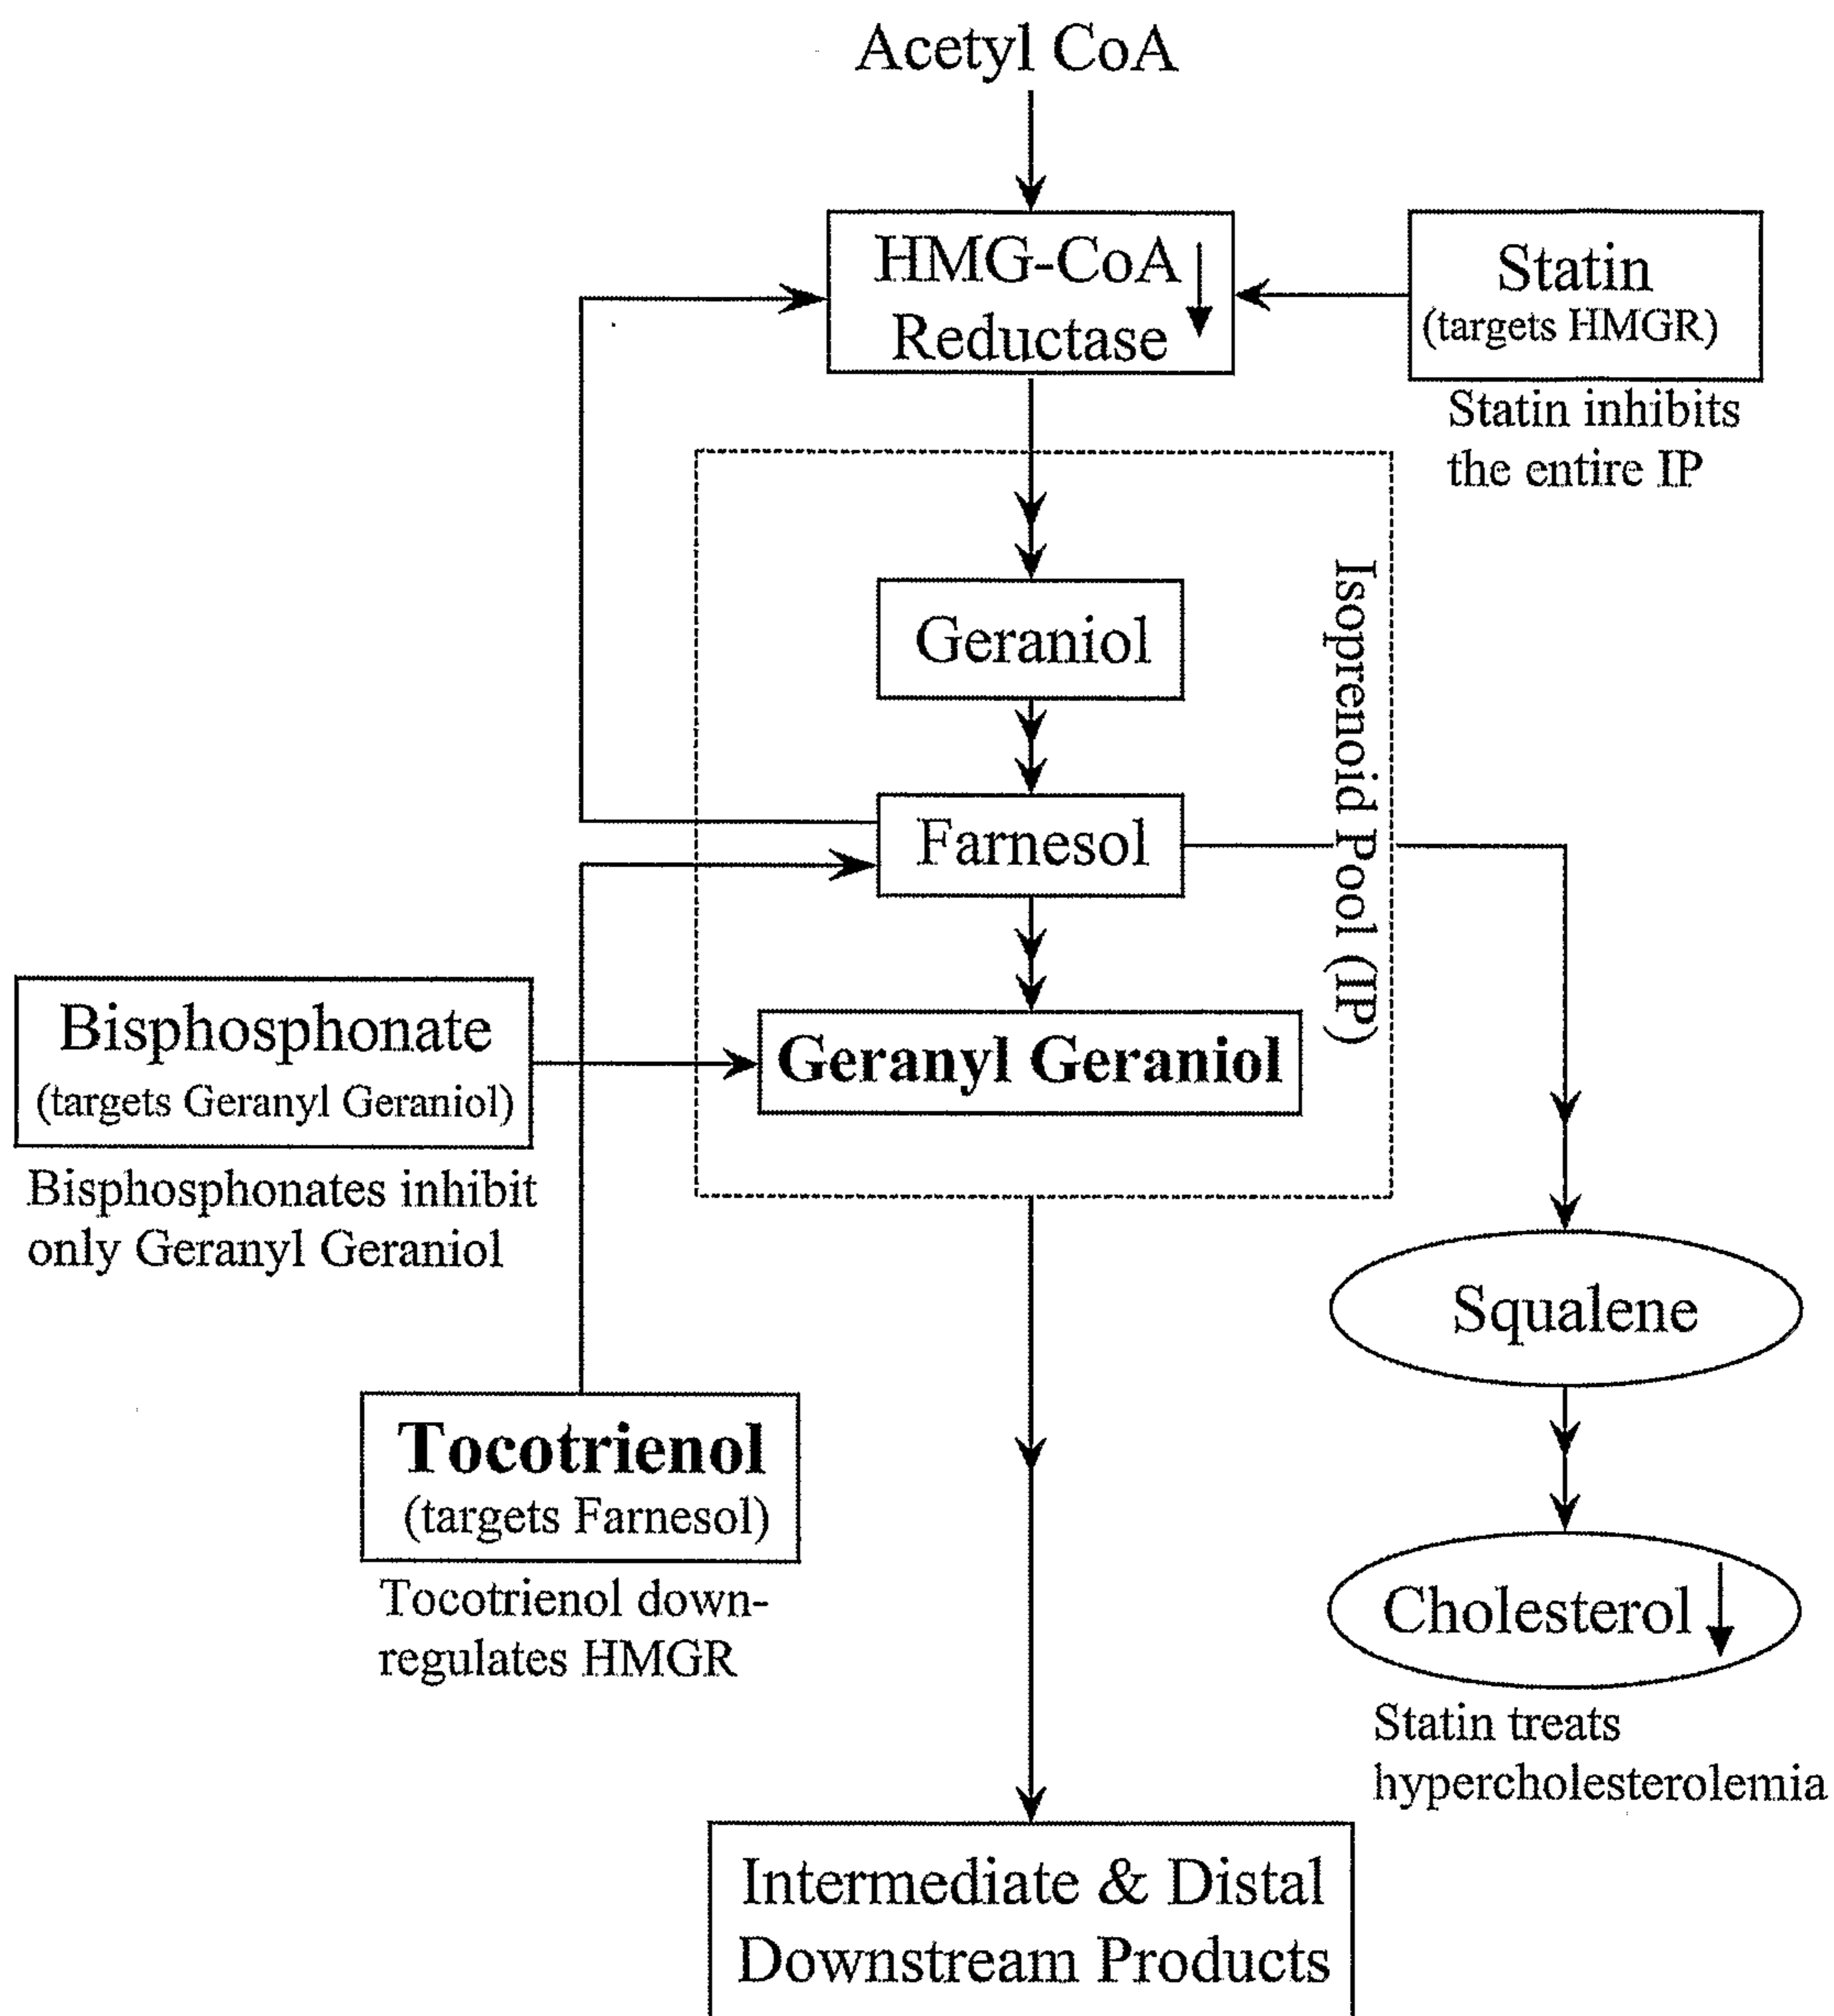 Acetyl CoA
HMG-CoA
Reductase
Statin
(targets HMGR)
Statin inhibits
the entire IP
Isoprenoid Pool (IP)
Geraniol
Farnesol
Geranyl Geraniol
Bisphosphonate
(targets Geranyl Geraniol)
Bisphosphonates inhibit
only Geranyl Geraniol
Squalene
Tocotrienol
(targets Farnesol)
Tocotrienol down-
regulates HMGR
Cholesterol
Statin treats
hypercholesterolemia
Intermediate & Distal
Downstream Products